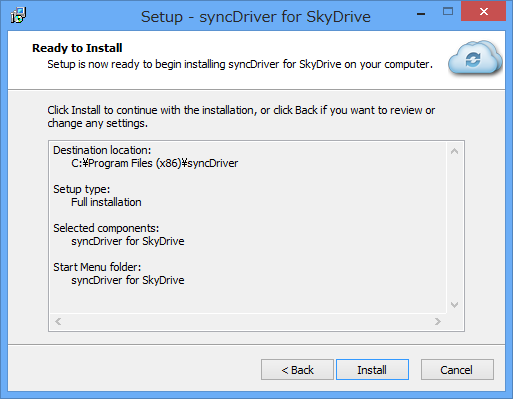 Setup - syncDriver for SkyDrive
Ready to Install
Setup is now ready to begin installing syncDriver for SkyDrive on your computer.
Click Install to continue with the installation, or click Back if you want to review or
change any settings.
Destination location:
C:¥Program Files (x86)¥syncDriver
Setup type:
Full installation
Selected components:
syncDriver for SkyDrive
Start Menu folder:
syncDriver for SkyDrive
< Back
Install
Cancel